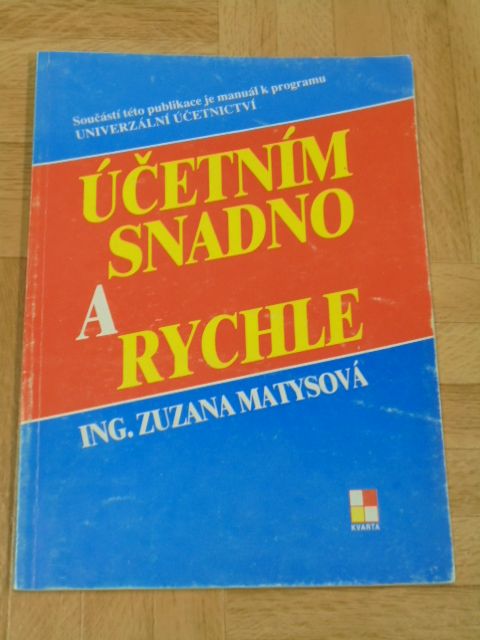 Součástí této publikace je manuál k programu
UNIVERZÁLNÍ ÚČETNICTVÍ
ÚČETNÍM
SNADNO
A
RYCHLE
ING. ZUZANA MATYSOVÁ
KVARTA